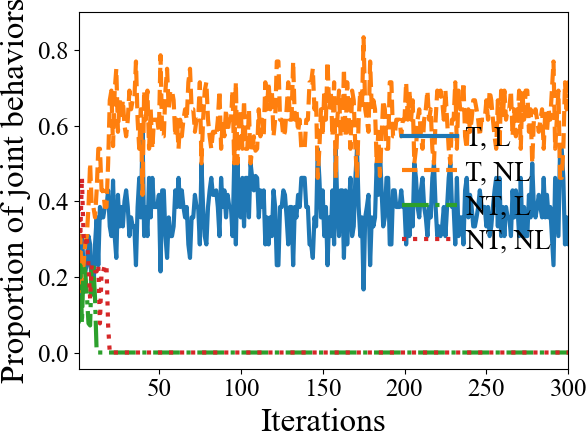 Proportion of joint behaviors
0.8
0.6
0.4
0.2
0.0
T, L
T, NL
NT, L
NT, NL
50
100
150
200
250
300
Iterations